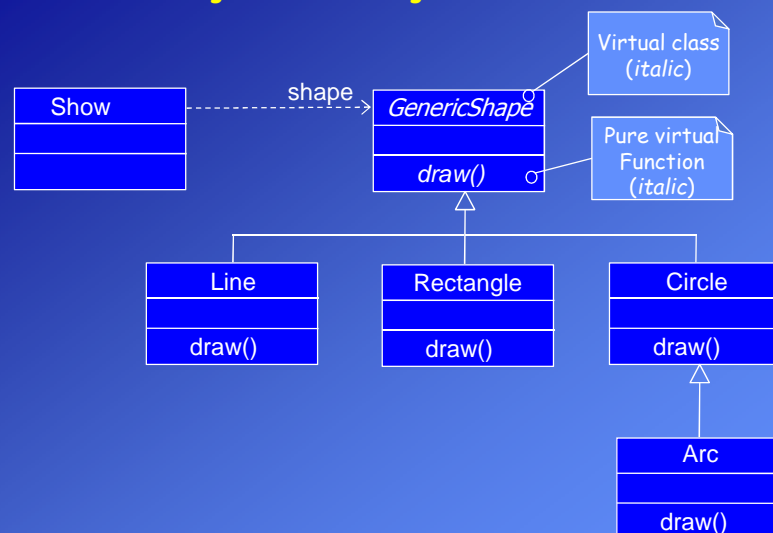 Virtual class
(italic)
shape
Show
GenericShape
Pure virtual
Function
(italic)
draw()
Line
Rectangle
Circle
draw()
draw()
draw()
Arc
draw()